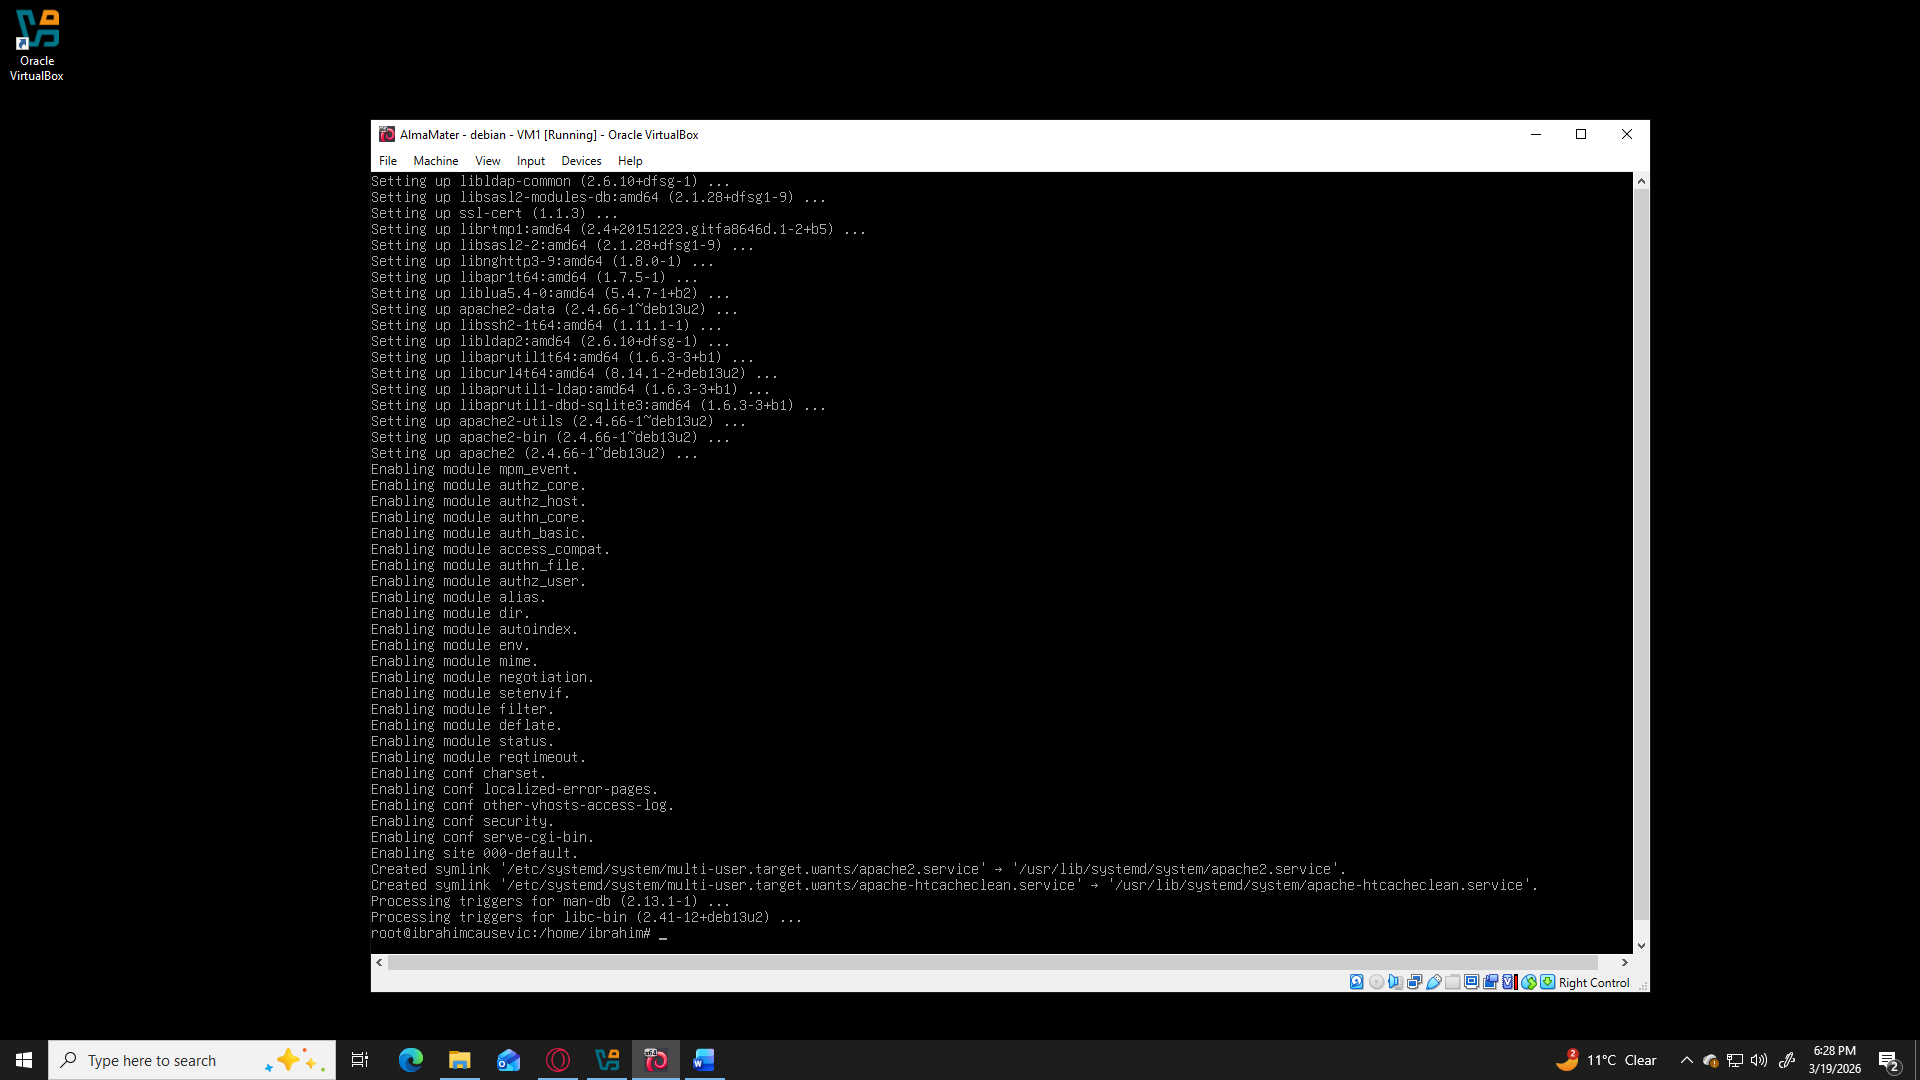 Oracle
VirtualBox
AlmaMater - debian - VM1 [Running] - Oracle VirtualBox
File Machine View Input Devices Help
Setting up libldap-common (2.6.10+dfsg-1) ...
Setting up libsasl2-modules-db:amd64 (2.1.28+dfsg1-9) ...
Setting up ssl-cert (1.1.3) ...
Setting up librtmp1:amd64 (2.4+20151223.gitfa8646d.1-2+b5) ...
Setting up libsasl2-2:amd64 (2.1.28+dfsg1-9) ...
Setting up libnghttp3-9:amd64 (1.8.0-1) ...
Setting up libapr1t64:amd64 (1.7.5-1) ...
Setting up liblua5.4-0:amd64 (5.4.7-1+b2) ...
Setting up apache2-data (2.4.66-1~deb13u2) ...
Setting up libssh2-1t64:amd64 (1.11.1-1) ...
Setting up libldap2:amd64 (2.6.10+dfsg-1) ...
Setting up libaprutil1t64:amd64 (1.6.3-3+b1) ...
Setting up libcurl4t64:amd64 (8.14.1-2+deb13u2) ...
Setting up libaprutil1-ldap:amd64 (1.6.3-3+b1) ...
Setting up libaprutil1-dbd-sqlite3:amd64 (1.6.3-3+b1) ...
Setting up apache2-utils (2.4.66-1~deb13u2) ...
Setting up apache2-bin (2.4.66-1~deb13u2) ...
Setting up apache2 (2.4.66-1~deb13u2) ...
Enabling module mpm_event.
Enabling module authz_core.
Enabling module authz_host.
Enabling module authn_core.
Enabling module auth_basic.
Enabling module access_compat.
Enabling module authn_file.
Enabling module authz_user.
Enabling module alias.
Enabling module dir.
Enabling module autoindex.
Enabling module env.
Enabling module mime.
Enabling module negotiation.
Enabling module setenvif.
Enabling module filter.
Enabling module deflate.
Enabling module status.
Enabling module reqtimeout.
Enabling conf charset.
Enabling conf localized-error-pages.
Enabling conf other-vhosts-access-log.
Enabling conf security.
Enabling conf serve-cgi-bin.
Enabling site 000-default.
Created symlink '/etc/systemd/system/multi-user.target.wants/apache2.service' → '/usr/lib/systemd/system/apache2.service'.
Created symlink '/etc/systemd/system/multi-user.target.wants/apache-htcacheclean.service' → '/usr/lib/systemd/system/apache-htcacheclean.service'.
Processing triggers for man-db (2.13.1-1) ...
Processing triggers for libc-bin (2.41-12+deb13u2) ...
root@ibrahimcausevic:/home/ibrahim# _
Right Control
Type here to search
2
11°C Clear
6:28 PM
3/19/2026
2